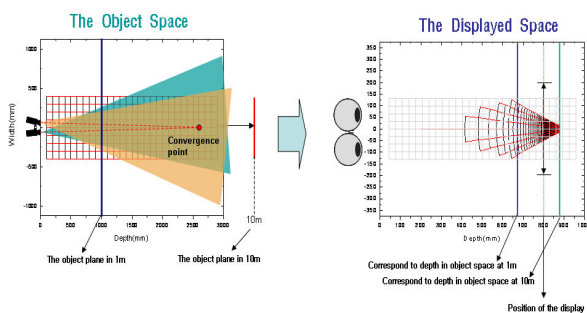 The Object Space
The Displayed Space
Width(mm)
1000
500
0
-500
-1000
Convergence
point
10m
0
500
1000
1500
2000
2500
3000
Depth(mm)
The object plane in 1m
The object plane in 10m
350
300
250
200
150
100
50
0
-50
-100
-150
-200
-250
-300
-350
0
100
200
300
400
500
600
700
800
900
Depth(mm)
Correspond to depth in object space at 1m
Correspond to depth in object space at 10m
Position of the display